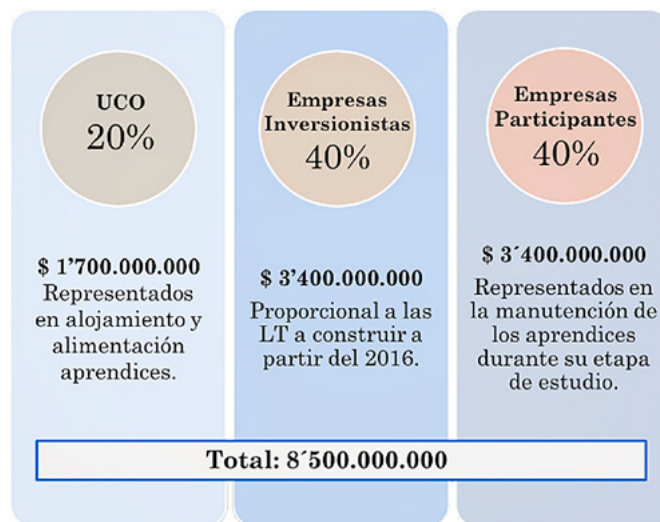 UCO
20%
$ 1’700.000.000
Representados
en alojamiento y
alimentación
aprendices.
Empresas
Inversionistas
40%
$ 3’400.000.000
Proporcional a las
LT a construir a
partir del 2016.
Empresas
Participantes
40%
$ 3´400.000.000
Representados en
la manutención de
los aprendices
durante su etapa
de estudio.
Total: 8´500.000.000